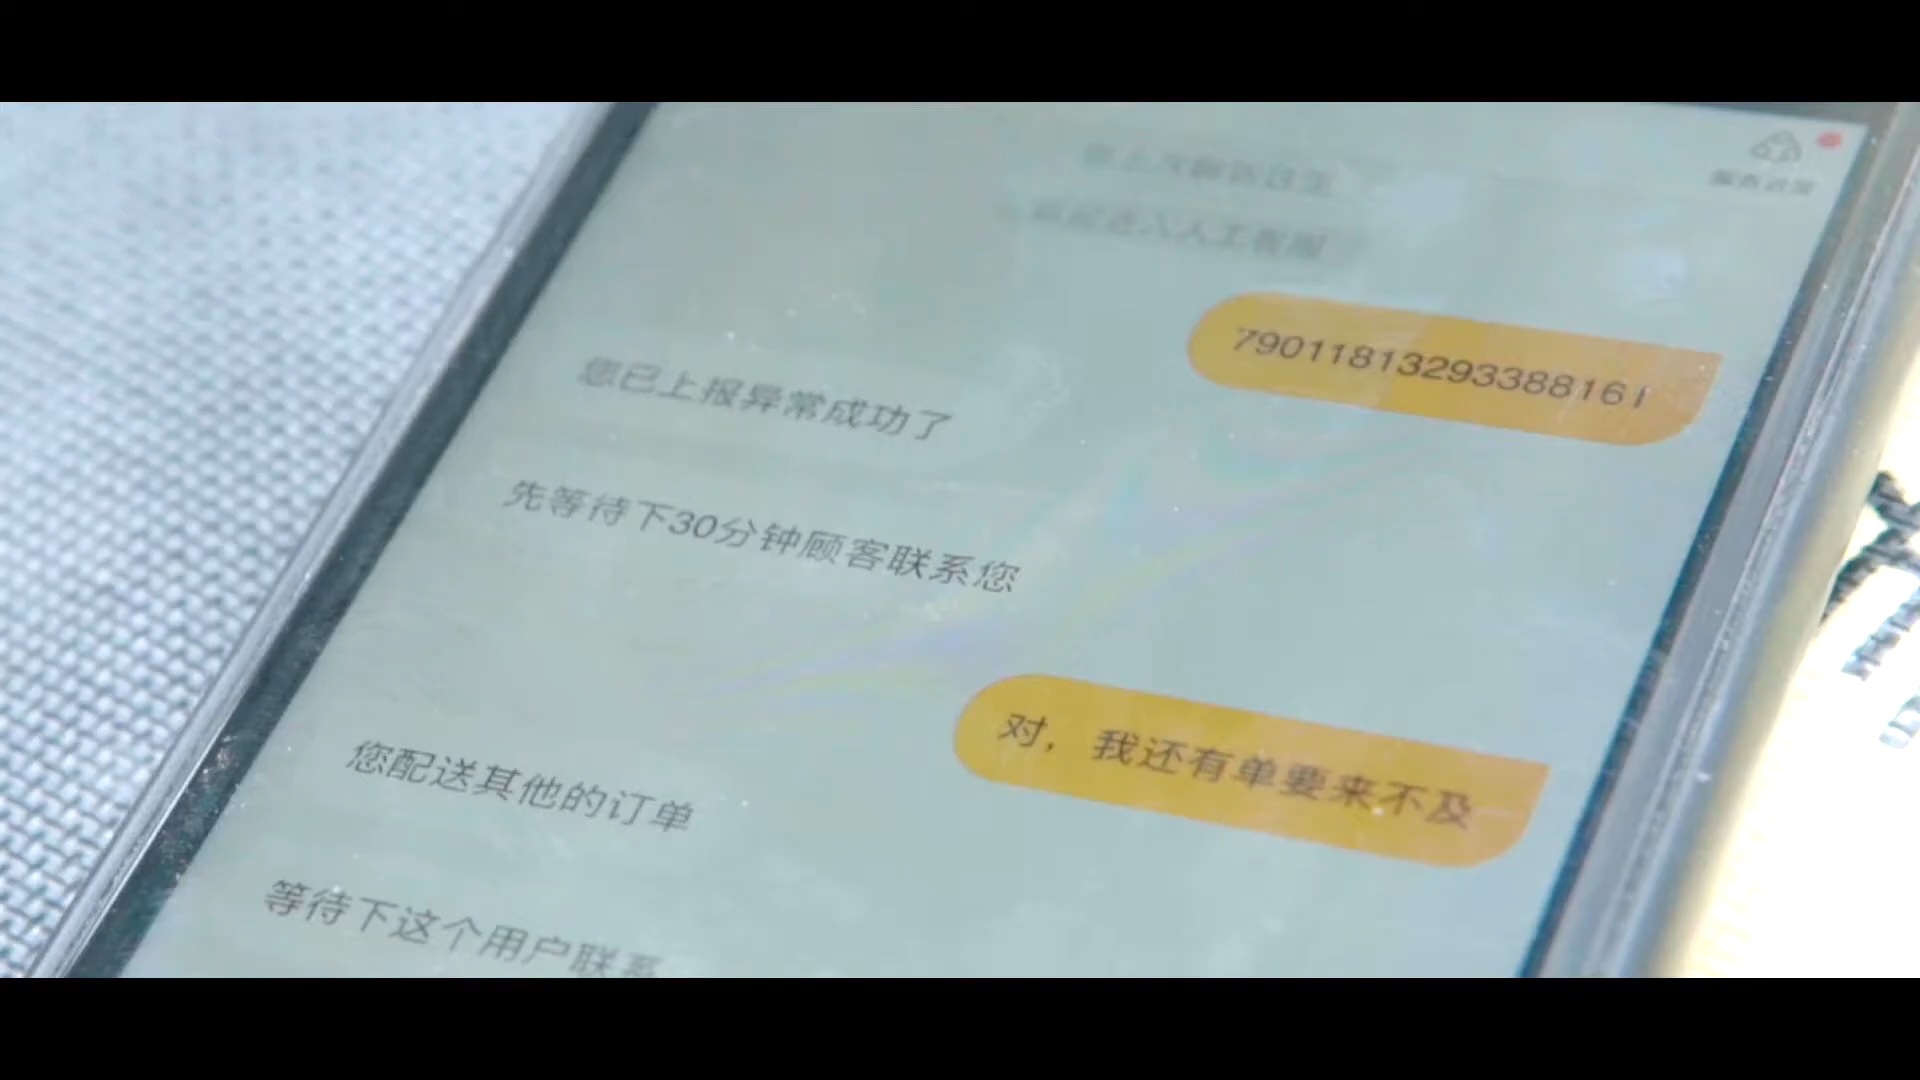 79011813293388161
您已上报异常成功了
先等待下30分钟顾客联系您
对，我还有单要来不及
您配送其他的订单
等待下这个用户联系